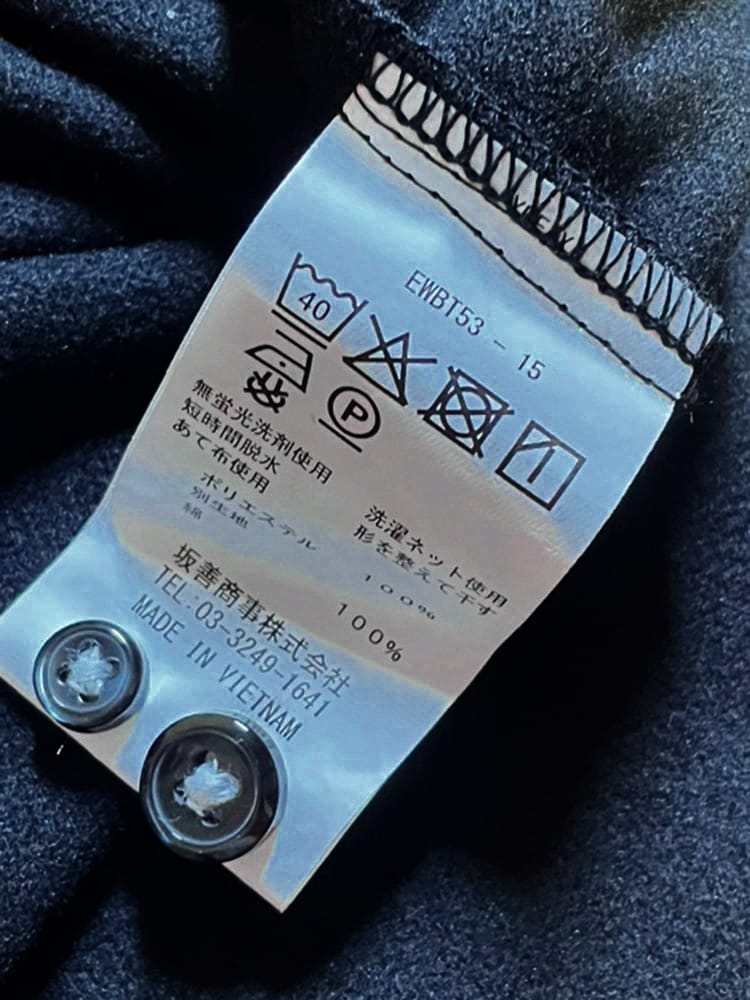 EWBT53 - 15
40
P
無蛍光洗剤使用
短時間脱水
あて布使用
洗濯ネット使用
形を整えて干す
ポリエステル 100%
別生地
綿 100%
坂善商事株式会社
TEL:03-3249-1641
MADE IN VIETNAM